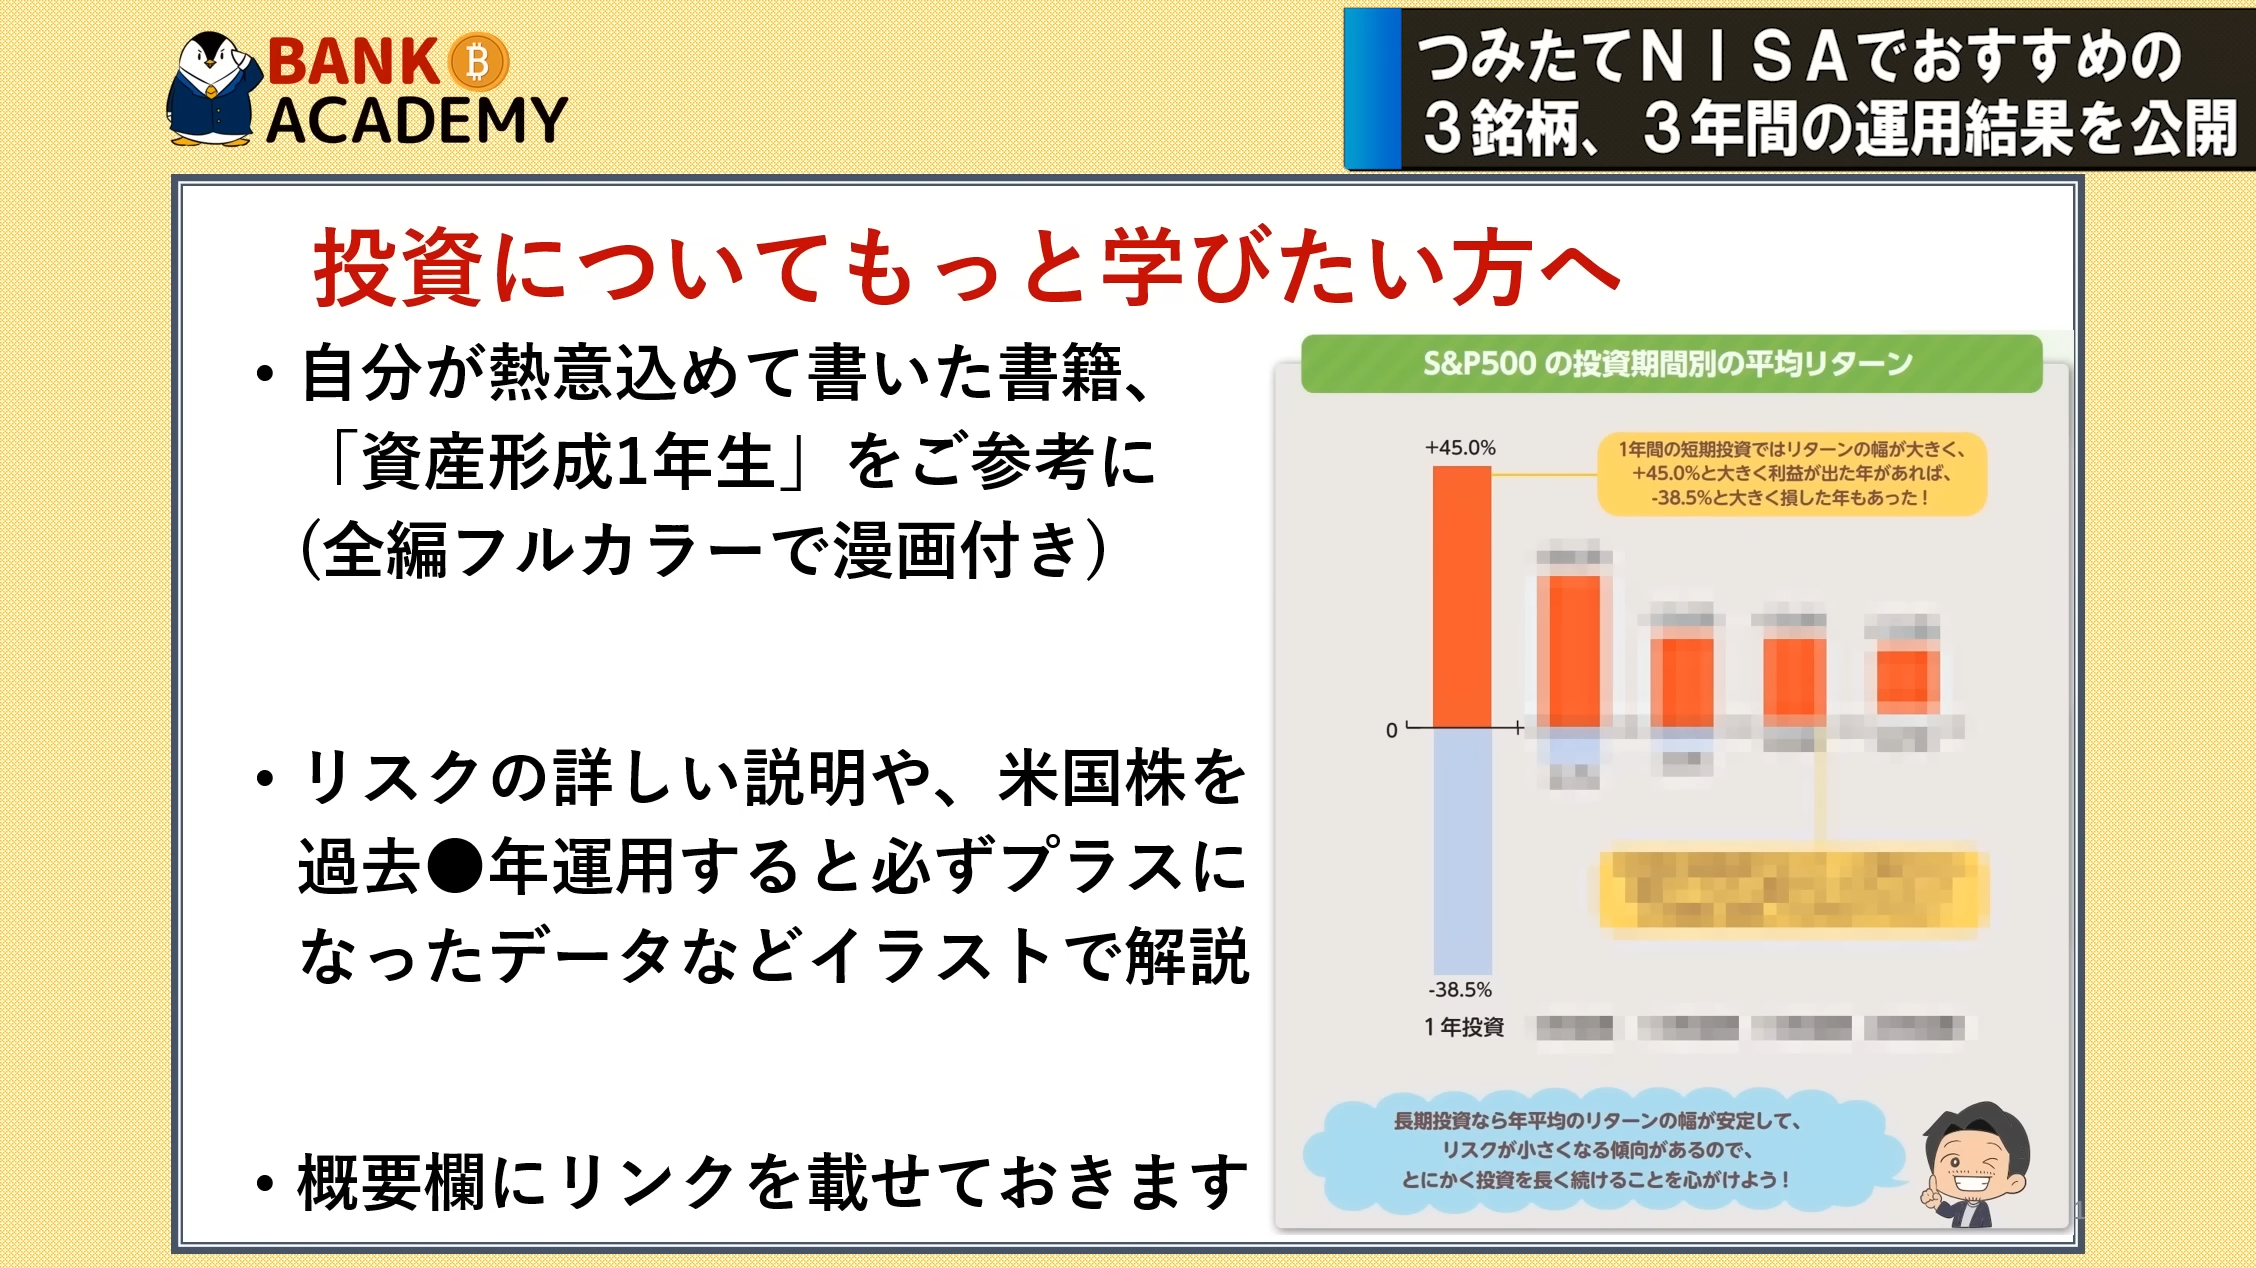 BANK
ACADEMY
つみたてＮＩＳＡでおすすめの
３銘柄、３年間の運用結果を公開
投資についてもっと学びたい方へ
・自分が熱意込めて書いた書籍、
「資産形成1年生」をご参考に
（全編フルカラーで漫画付き）
・リスクの詳しい説明や、米国株を
過去●年運用すると必ずプラスに
なったデータなどイラストで解説
・概要欄にリンクを載せておきます
S&P500 の投資期間別の平均リターン
+45.0%
1年間の短期投資ではリターンの幅が大きく、
+45.0%と大きく利益が出た年があれば、
-38.5%と大きく損した年もあった！
0
-38.5%
1 年投資
長期投資なら年平均のリターンの幅が安定して、
リスクが小さくなる傾向があるので、
とにかく投資を長く続けることを心がけよう！